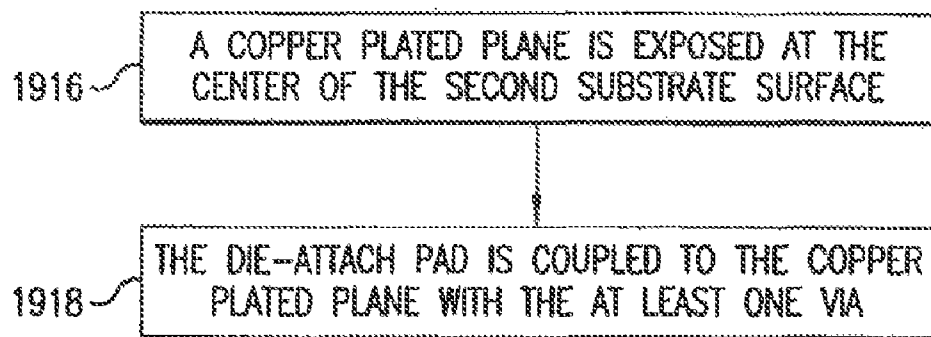 1916
A COPPER PLATED PLANE IS EXPOSED AT THE
CENTER OF THE SECOND SUBSTRATE SURFACE
1918
THE DIE-ATTACH PAD IS COUPLED TO THE COPPER
PLATED PLANE WITH THE AT LEAST ONE VIA